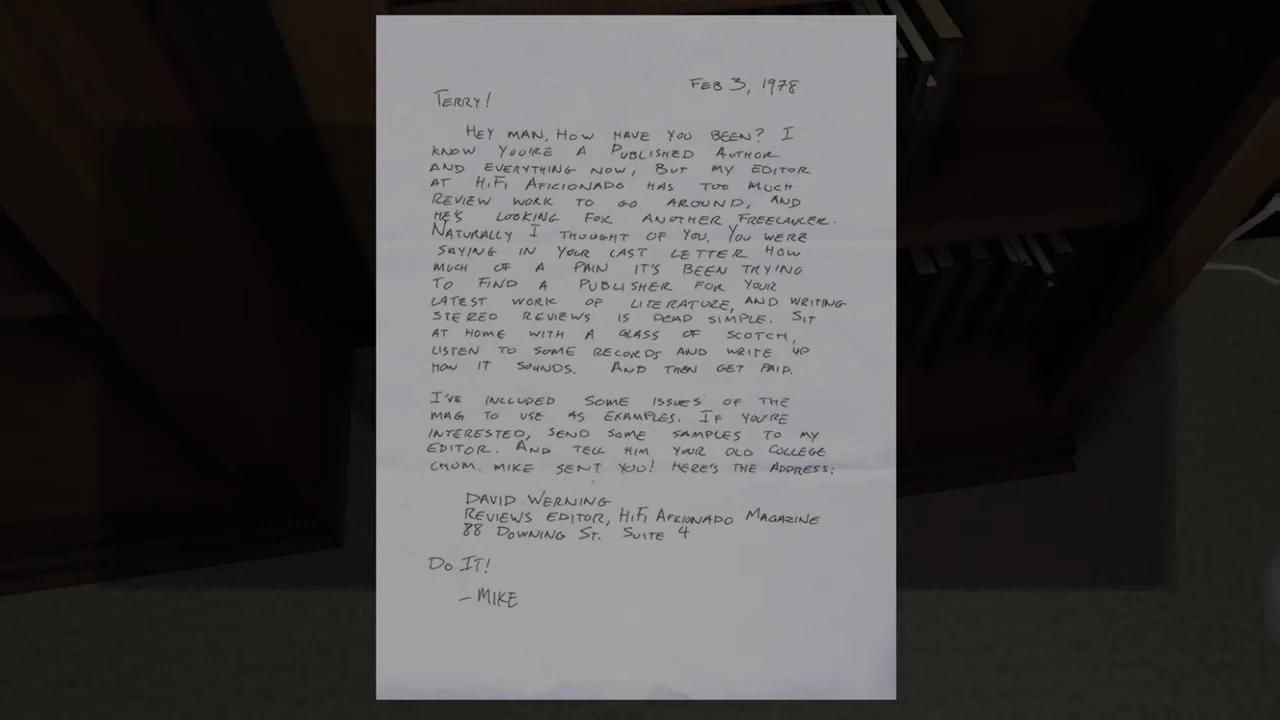 FEB 3, 1978
TERRY!
HEY MAN, HOW HAVE YOU BEEN? I
KNOW YOU'RE A PUBLISHED AUTHOR
AND EVERYTHING NOW, BUT MY EDITOR
AT HIFI AFICIONADO HAS TOO MUCH
REVIEW WORK TO GO AROUND, AND
HE'S LOOKING FOR ANOTHER FREELANCER.
NATURALLY I THOUGHT OF YOU. YOU WERE
SAYING IN YOUR LAST LETTER HOW
MUCH OF A PAIN IT'S BEEN TRYING
TO FIND A PUBLISHER FOR YOUR
LATEST WORK OF LITERATURE, AND WRITING
STEREO REVIEWS IS DEAD SIMPLE. SIT
AT HOME WITH A GLASS OF SCOTCH,
LISTEN TO SOME RECORDS AND WRITE UP
HOW IT SOUNDS. AND THEN GET PAID.
I'VE INCLUDED SOME ISSUES OF THE
MAG TO USE AS EXAMPLES. IF YOU'RE
INTERESTED, SEND SOME SAMPLES TO MY
EDITOR. AND TELL HIM YOUR OLD COLLEGE
CHUM MIKE SENT YOU! HERE'S THE ADDRESS:
DAVID WERNING
REVIEWS EDITOR, HIFI AFICIONADO MAGAZINE
88 DOWNING ST. SUITE 4
DO IT!
– MIKE